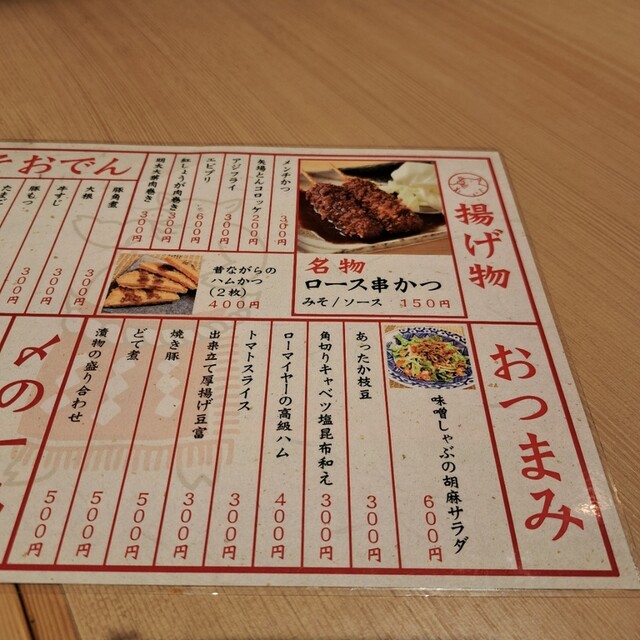 揚げ物
名物
ロース串かつ
みそ/ソース 150円
メンチかつ 300円
矢場とんコロッケ 200円
アジフライ 300円
エビプリ 600円
紅しょうが肉巻き 300円
明太大葉肉巻き 300円
昔ながらの
ハムかつ
(2枚)
400円
おでん
豚角煮
大根 300円
牛すじ 300円
豚もつ 300円
たまご
おつまみ
味噌しゃぶの胡麻サラダ 600円
あったか枝豆 300円
角切りキャベツ塩昆布和え 300円
ローマイヤーの高級ハム 400円
トマトスライス 300円
出来立て厚揚げ豆富 300円
焼き豚 500円
どて煮 500円
漬物の盛り合わせ 500円
〆の一